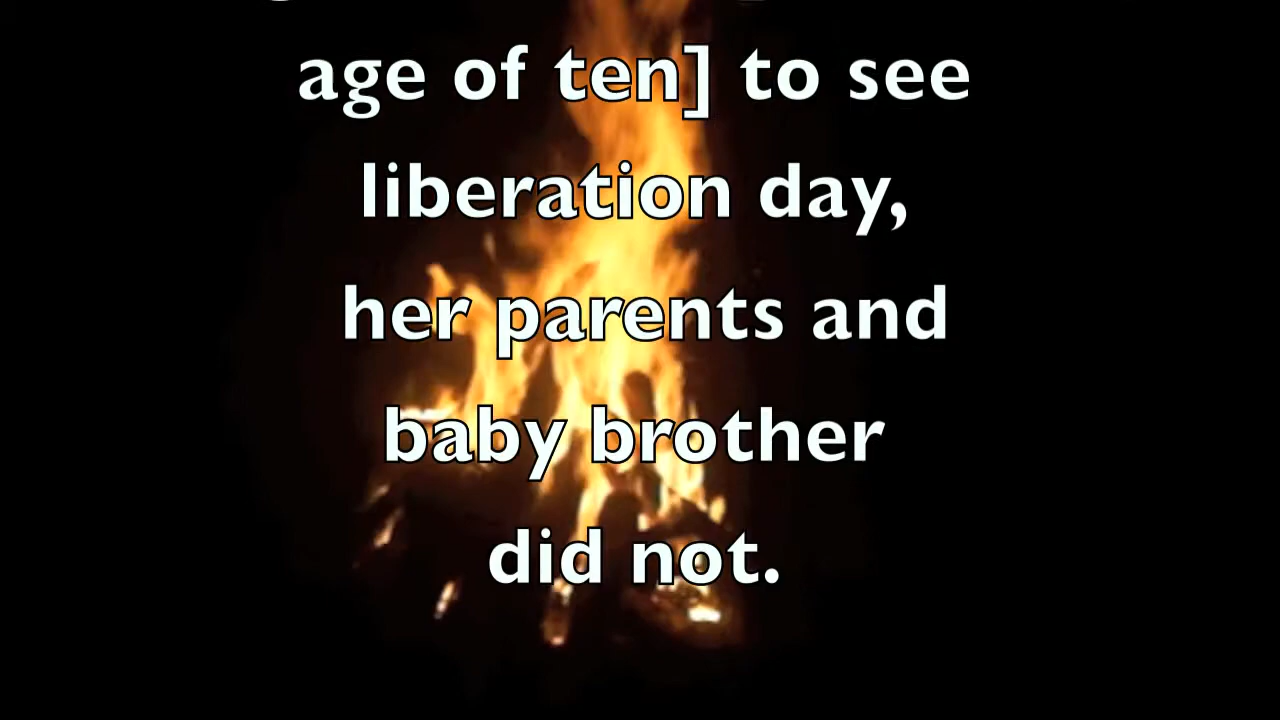 age of ten] to see
liberation day,
her parents and
baby brother
did not.